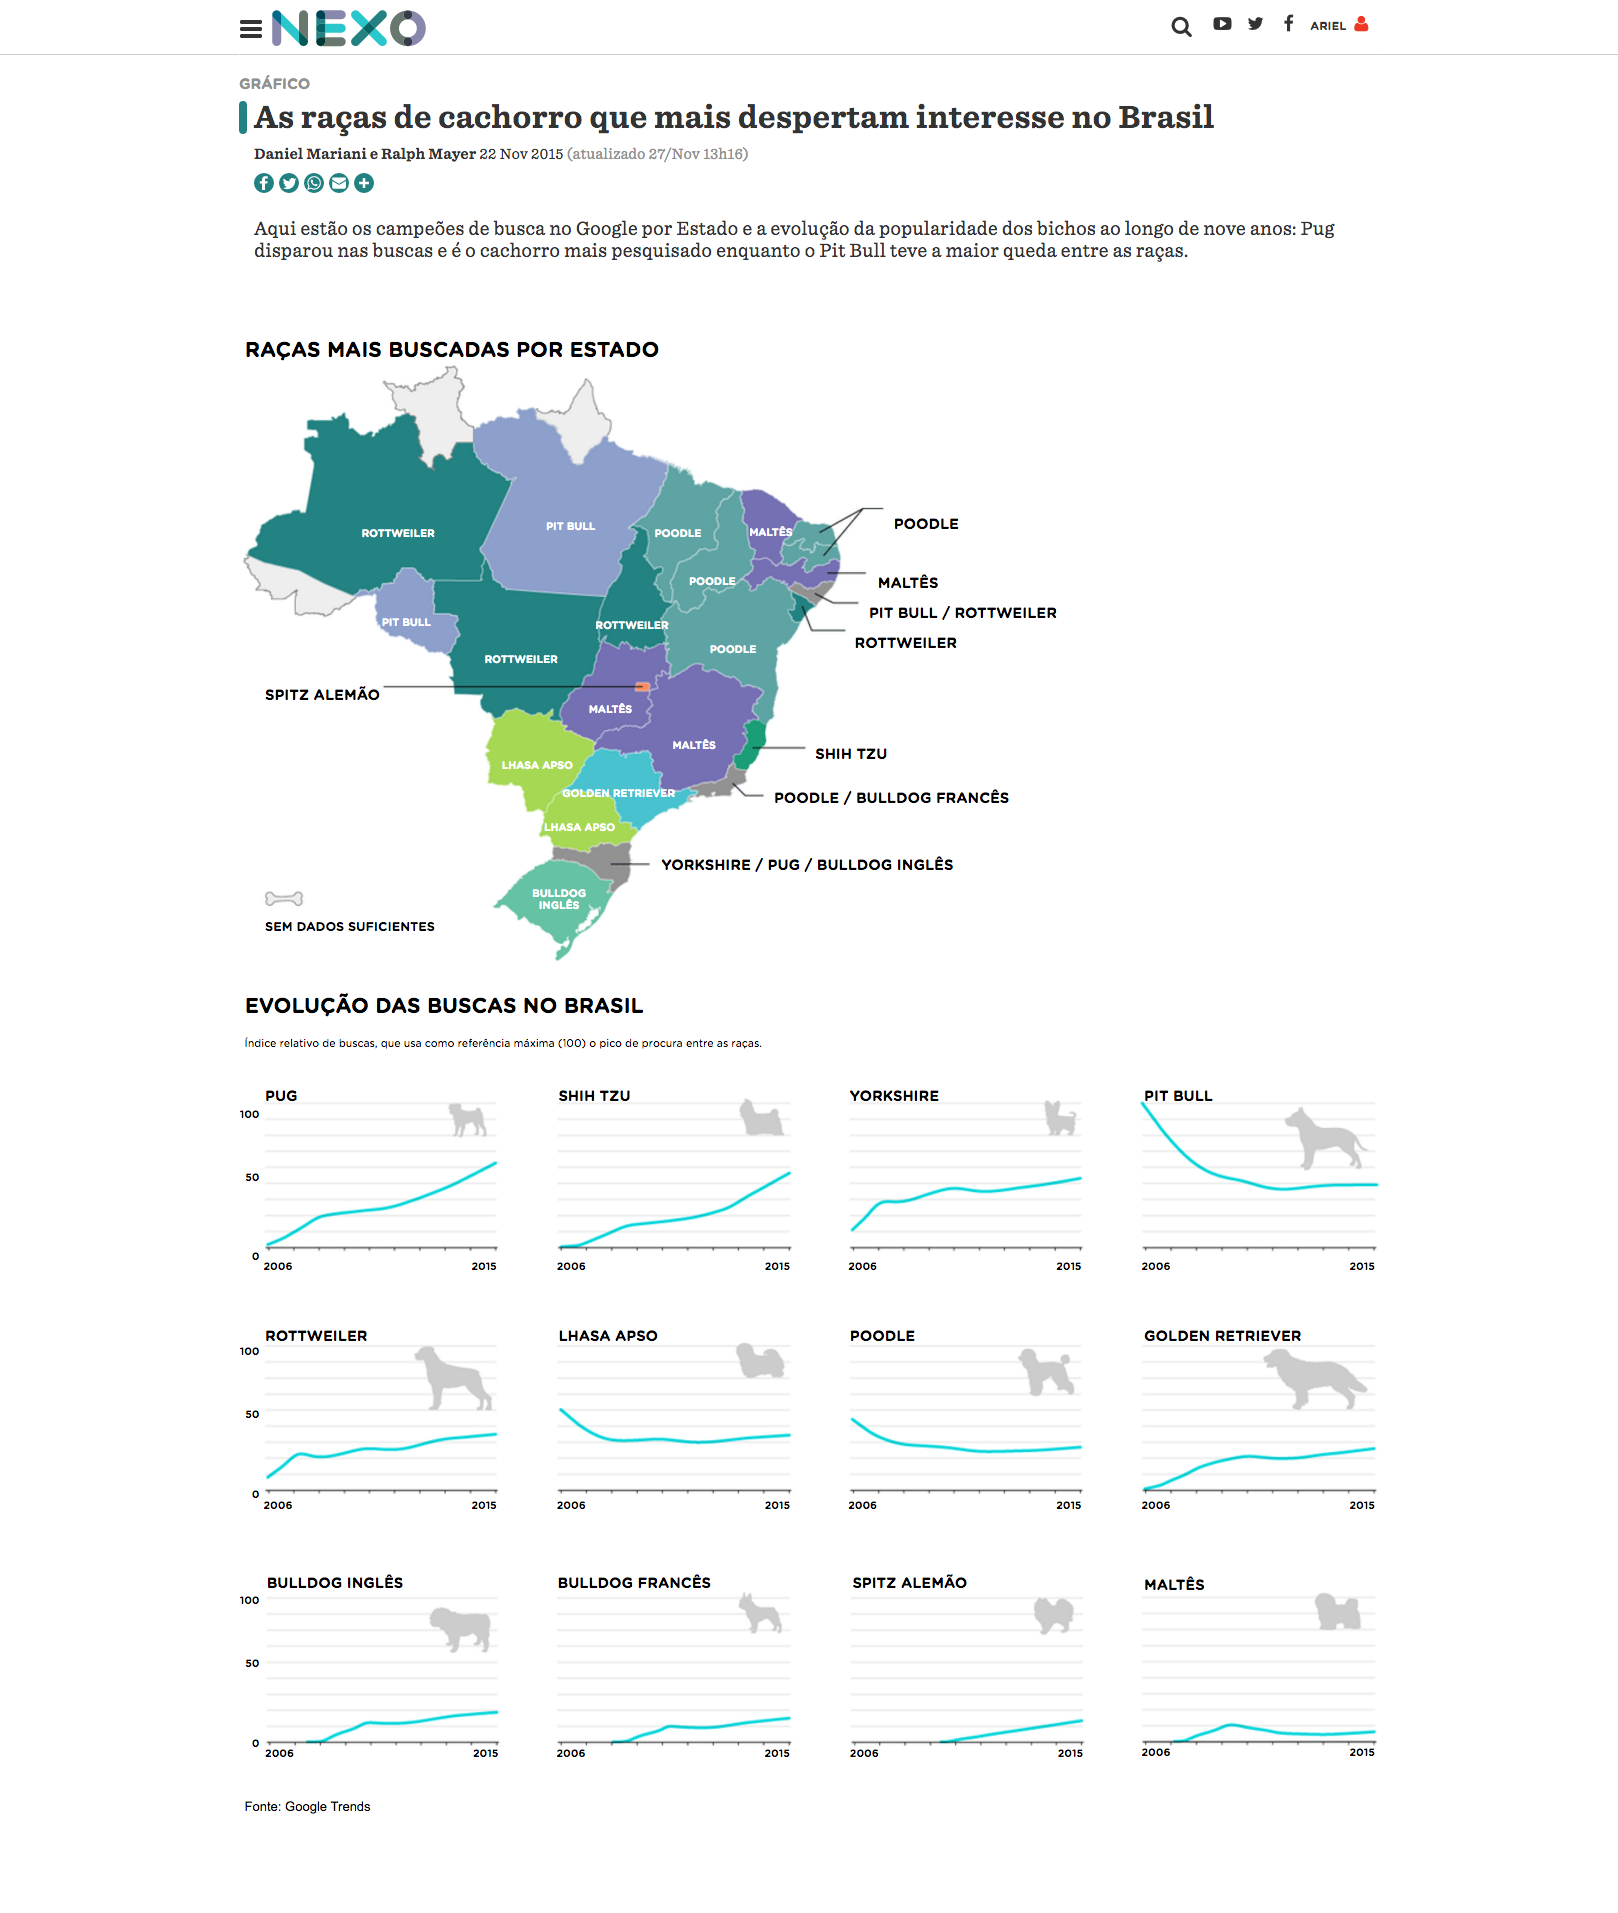 NEXO
ARIEL
GRÁFICO
As raças de cachorro que mais despertam interesse no Brasil
Daniel Mariani e Ralph Mayer 22 Nov 2015 (atualizado 27/Nov 13h16)
Aqui estão os campeões de busca no Google por Estado e a evolução da popularidade dos bichos ao longo de nove anos: Pug
disparou nas buscas e é o cachorro mais pesquisado enquanto o Pit Bull teve a maior queda entre as raças.
RAÇAS MAIS BUSCADAS POR ESTADO
ROTTWEILER
PIT BULL
POODLE
MALTÊS
POODLE
POODLE
MALTÊS
PIT BULL / ROTTWEILER
ROTTWEILER
PIT BULL
ROTTWEILER
ROTTWEILER
POODLE
SPITZ ALEMÃO
MALTÊS
MALTÊS
SHIH TZU
LHASA APSO
GOLDEN RETRIEVER
POODLE / BULLDOG FRANCÊS
LHASA APSO
YORKSHIRE / PUG / BULLDOG INGLÊS
BULLDOG
INGLÊS
SEM DADOS SUFICIENTES
EVOLUÇÃO DAS BUSCAS NO BRASIL
Índice relativo de buscas, que usa como referência máxima (100) o pico de procura entre as raças.
PUG
100
50
0
2006 2015
SHIH TZU
2006 2015
YORKSHIRE
2006 2015
PIT BULL
2006 2015
ROTTWEILER
100
50
0
2006 2015
LHASA APSO
2006 2015
POODLE
2006 2015
GOLDEN RETRIEVER
2006 2015
BULLDOG INGLÊS
100
50
0
2006 2015
BULLDOG FRANCÊS
2006 2015
SPITZ ALEMÃO
2006 2015
MALTÊS
2006 2015
Fonte: Google Trends